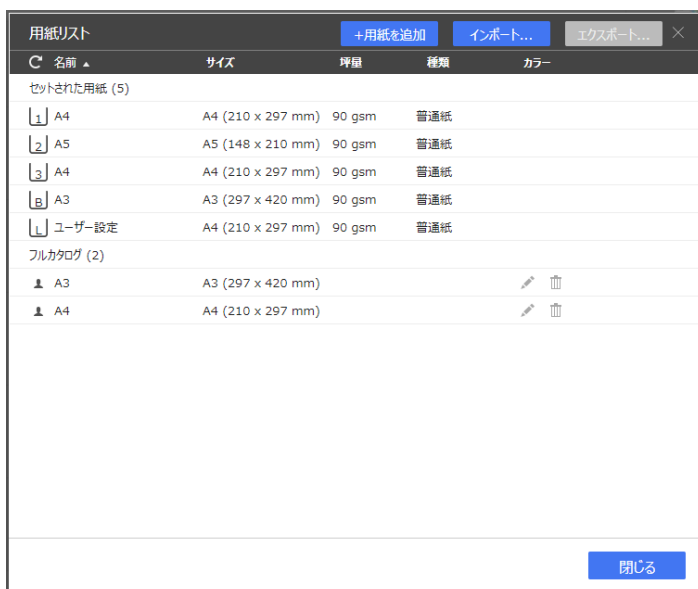 用紙リスト +用紙を追加 インポート... エクスポート...
名前 ▲ サイズ 坪量 種類 カラー
セットされた用紙 (5)
1 A4 A4 (210 x 297 mm) 90 gsm 普通紙
2 A5 A5 (148 x 210 mm) 90 gsm 普通紙
3 A4 A4 (210 x 297 mm) 90 gsm 普通紙
B A3 A3 (297 x 420 mm) 90 gsm 普通紙
L ユーザー設定 A4 (210 x 297 mm) 90 gsm 普通紙
フルカタログ (2)
A3 A3 (297 x 420 mm)
A4 A4 (210 x 297 mm)
閉じる